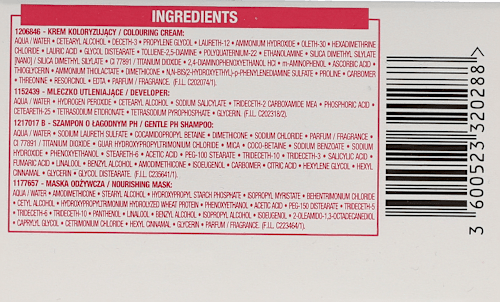 INGREDIENTS
1206846 - KREM KOLORYZUJĄCY / COLOURING CREAM:
AQUA / WATER • CETEARYL ALCOHOL • DECETH-3 • PROPYLENE GLYCOL • LAURETH-12 • AMMONIUM HYDROXIDE • OLETH-30 • HEXADIMETHRINE
CHLORIDE • LAURIC ACID • GLYCOL DISTEARATE • TOLUENE-2,5-DIAMINE • POLYQUATERNIUM-22 • ETHANOLAMINE • SILICA DIMETHYL SILYLATE
[NANO] / SILICA DIMETHYL SILYLATE • CI 77891 / TITANIUM DIOXIDE • 2,4-DIAMINOPHENOXYETHANOL HCl • m-AMINOPHENOL • ASCORBIC ACID •
THIOGLYCERIN • AMMONIUM THIOLACTATE • DIMETHICONE • N,N-BIS(2-HYDROXYETHYL)-p-PHENYLENEDIAMINE SULFATE • PROLINE • CARBOMER
• THREONINE • RESORCINOL • EDTA • PARFUM / FRAGRANCE. (F.I.L. C202074/1).
1152439 - MLECZKO UTLENIAJĄCE / DEVELOPER:
AQUA / WATER • HYDROGEN PEROXIDE • CETEARYL ALCOHOL • SODIUM SALICYLATE • TRIDECETH-2 CARBOXAMIDE MEA • PHOSPHORIC ACID •
CETEARETH-25 • TETRASODIUM ETIDRONATE • TETRASODIUM PYROPHOSPHATE • GLYCERIN. (F.I.L. C202318/2).
1217017 B - SZAMPON O ŁAGODNYM PH / GENTLE PH SHAMPOO:
AQUA / WATER • SODIUM LAURETH SULFATE • COCAMIDOPROPYL BETAINE • DIMETHICONE • SODIUM CHLORIDE • PARFUM / FRAGRANCE •
CI 77891 / TITANIUM DIOXIDE • GUAR HYDROXYPROPYLTRIMONIUM CHLORIDE • MICA • COCO-BETAINE • SODIUM BENZOATE • SODIUM
HYDROXIDE • PHENOXYETHANOL • STEARETH-6 • ACETIC ACID • PEG-100 STEARATE • TRIDECETH-10 • TRIDECETH-3 • SALICYLIC ACID •
FUMARIC ACID • LINALOOL • BENZYL ALCOHOL • AMODIMETHICONE • ISOEUGENOL • CARBOMER • CITRIC ACID • HEXYLENE GLYCOL • HEXYL
CINNAMAL • GLYCERIN • GLYCOL DISTEARATE. (F.I.L. C235641/1).
1177657 - MASKA ODŻYWCZA / NOURISHING MASK:
AQUA / WATER • AMODIMETHICONE • STEARYL ALCOHOL • HYDROXYPROPYL STARCH PHOSPHATE • ISOPROPYL MYRISTATE • BEHENTRIMONIUM CHLORIDE
• CETYL ALCOHOL • HYDROXYPROPYLTRIMONIUM HYDROLYZED WHEAT PROTEIN • PHENOXYETHANOL • ACETIC ACID • PEG-150 DISTEARATE • TRIDECETH-5
• TRIDECETH-6 • TRIDECETH-10 • PANTHENOL • LINALOOL • BENZYL ALCOHOL • ISOPROPYL ALCOHOL • ISOEUGENOL • 2-OLEAMIDO-1,3-OCTADECANEDIOL
• CAPRYLYL GLYCOL • CETRIMONIUM CHLORIDE • HEXYL CINNAMAL • GLYCERIN • PARFUM / FRAGRANCE. (F.I.L. C223464/1).
3 600523 320288 >